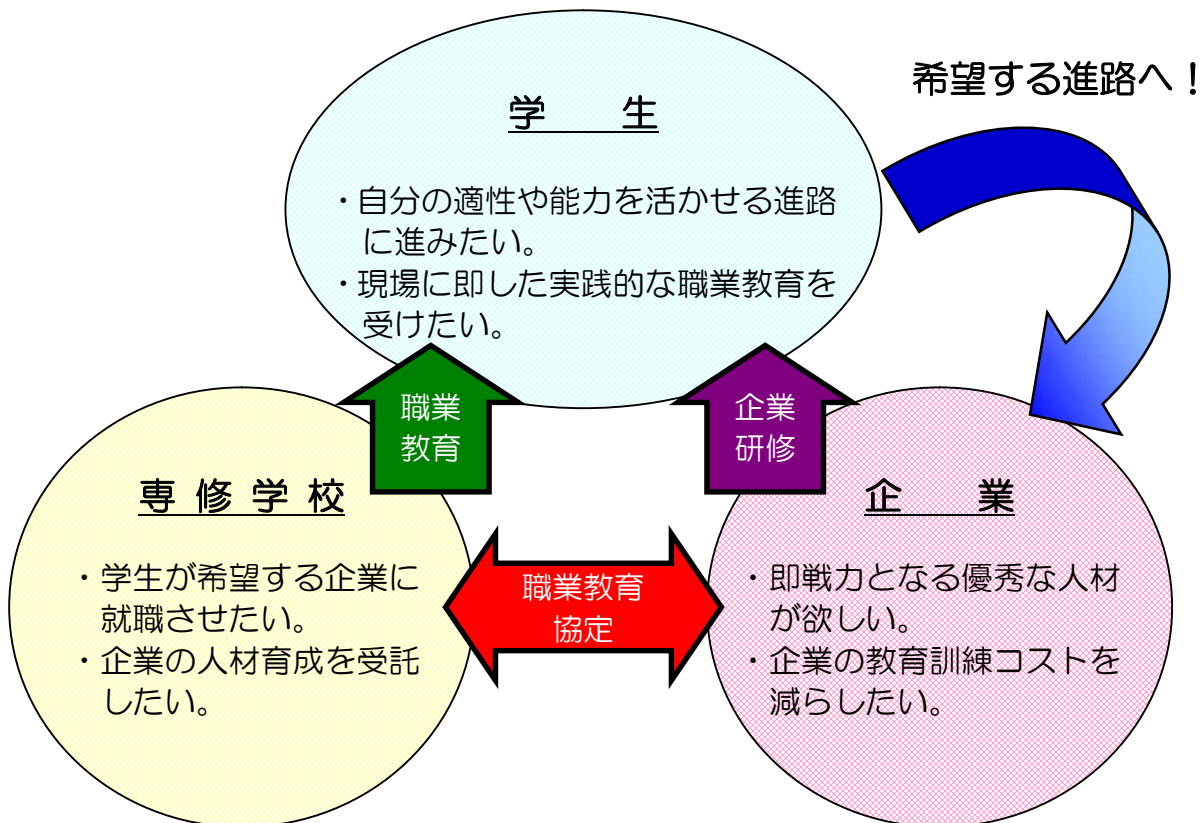 希望する進路へ！
学　　生
・自分の適性や能力を活かせる進路
に進みたい。
・現場に即した実践的な職業教育を
受けたい。
職業
教育
企業
研修
専 修 学 校
・学生が希望する企業に
就職させたい。
・企業の人材育成を受託
したい。
職業教育
協定
企　　業
・即戦力となる優秀な人材
が欲しい。
・企業の教育訓練コストを
減らしたい。